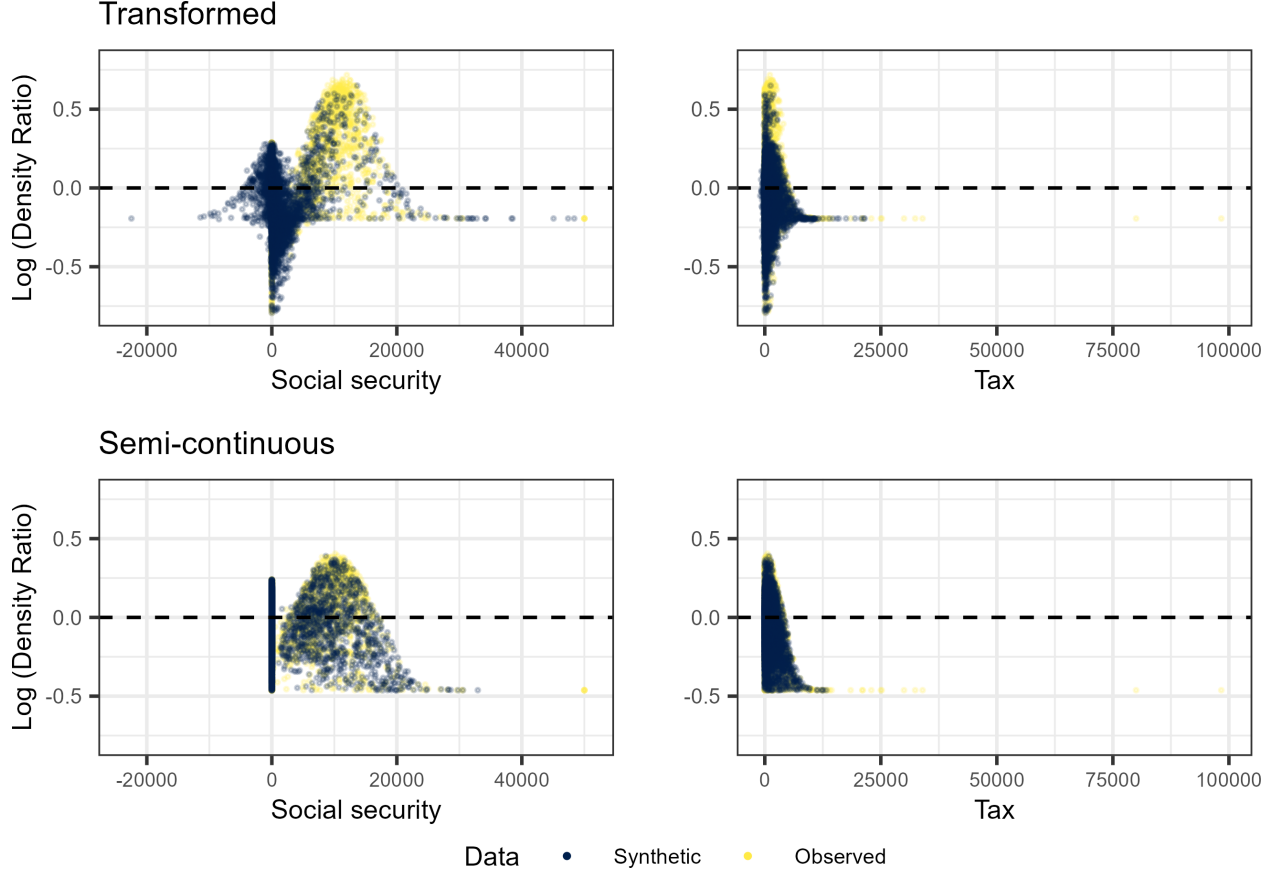 Transformed
Log (Density Ratio)
0.5
0.0
-0.5
-20000 0 20000 40000
Social security
0.5
0.0
-0.5
0 25000 50000 75000 100000
Tax
Semi-continuous
Log (Density Ratio)
0.5
0.0
-0.5
-20000 0 20000 40000
Social security
0.5
0.0
-0.5
0 25000 50000 75000 100000
Tax
Data Synthetic Observed